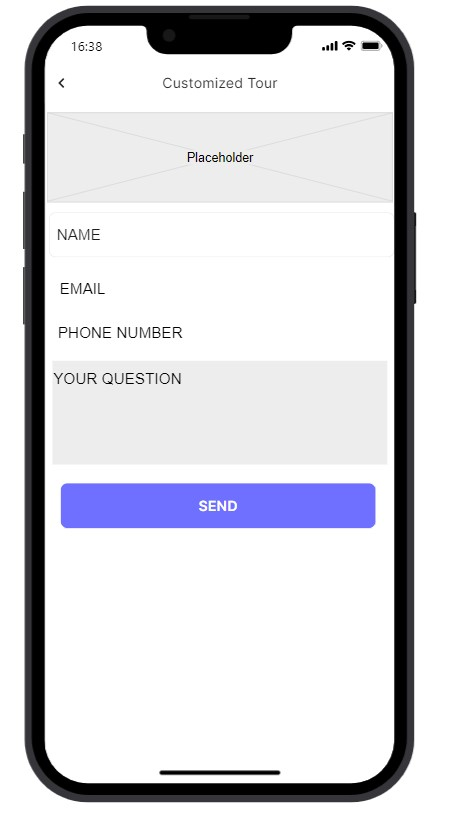 16:38
Customized Tour
Placeholder
NAME
EMAIL
PHONE NUMBER
YOUR QUESTION
SEND